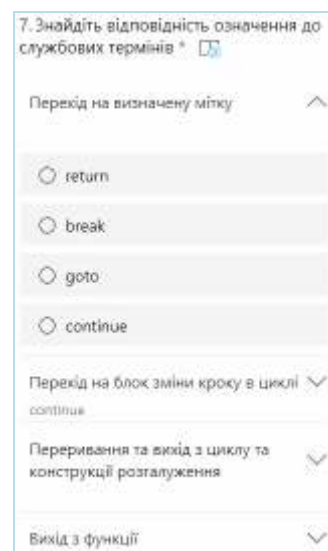 7. Знайдіть відповідність означення до
службових термінів *
Перехід на визначену мітку
return
break
goto
continue
Перехід на блок зміни кроку в циклі
continue
Переривання та вихід з циклу та
конструкції розгалуження
Вихід з функції